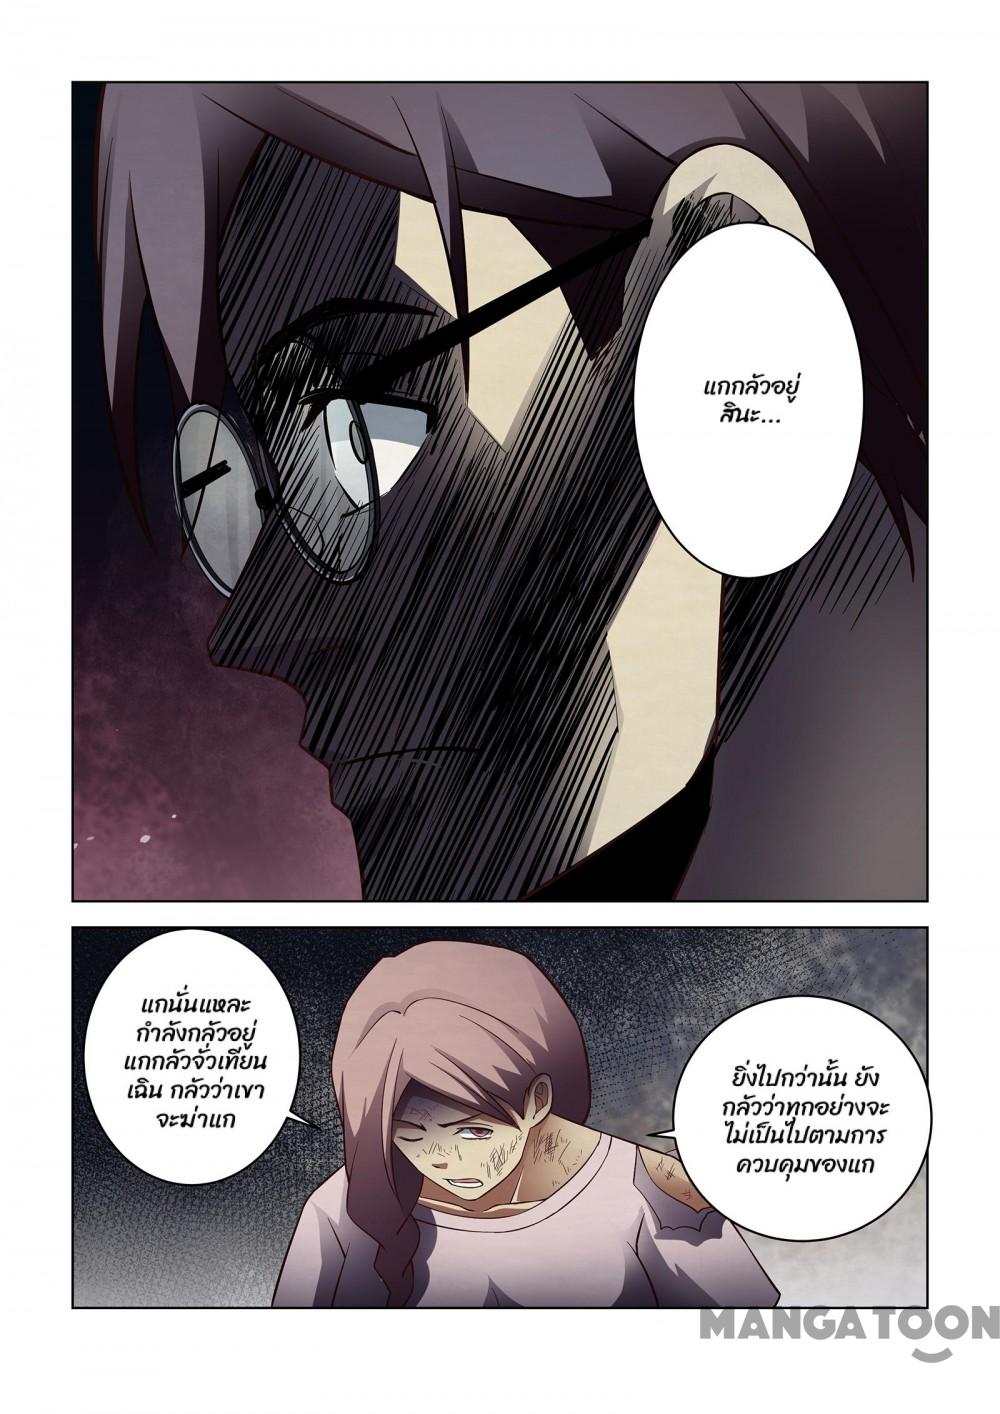 แกกลัวอยู่
สินะ...
แกนั่นแหละ
กำลังกลัวอยู่
แกกลัวจั่วเทียน
เฉิน กลัวว่าเขา
จะฆ่าแก
ยิ่งไปกว่านั้น ยัง
กลัวว่าทุกอย่างจะ
ไม่เป็นไปตามการ
ควบคุมของแก
MANGATOON